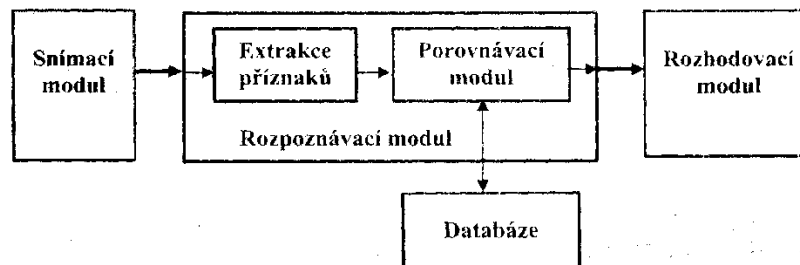 Snímací
modul
Extrakce
příznaků
Porovnávací
modul
Rozpoznávací modul
Rozhodovací
modul
Databáze